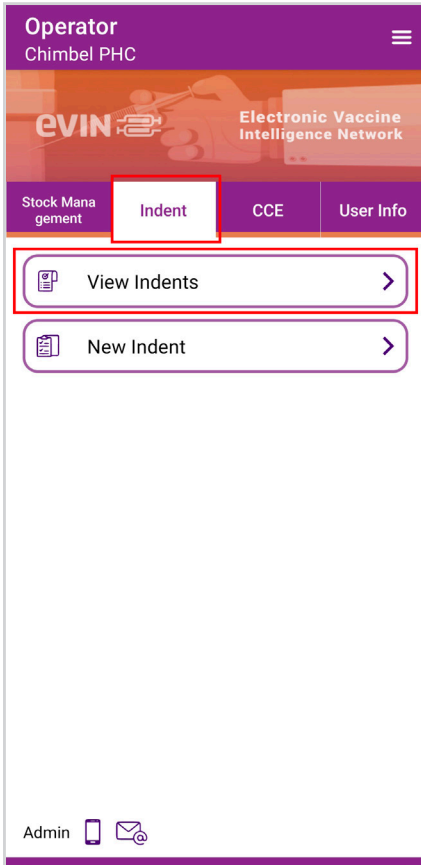 Operator
Chimbel PHC
eVIN
Electronic Vaccine
Intelligence Network
Stock Mana
gement
Indent
CCE
User Info
View Indents
New Indent
Admin